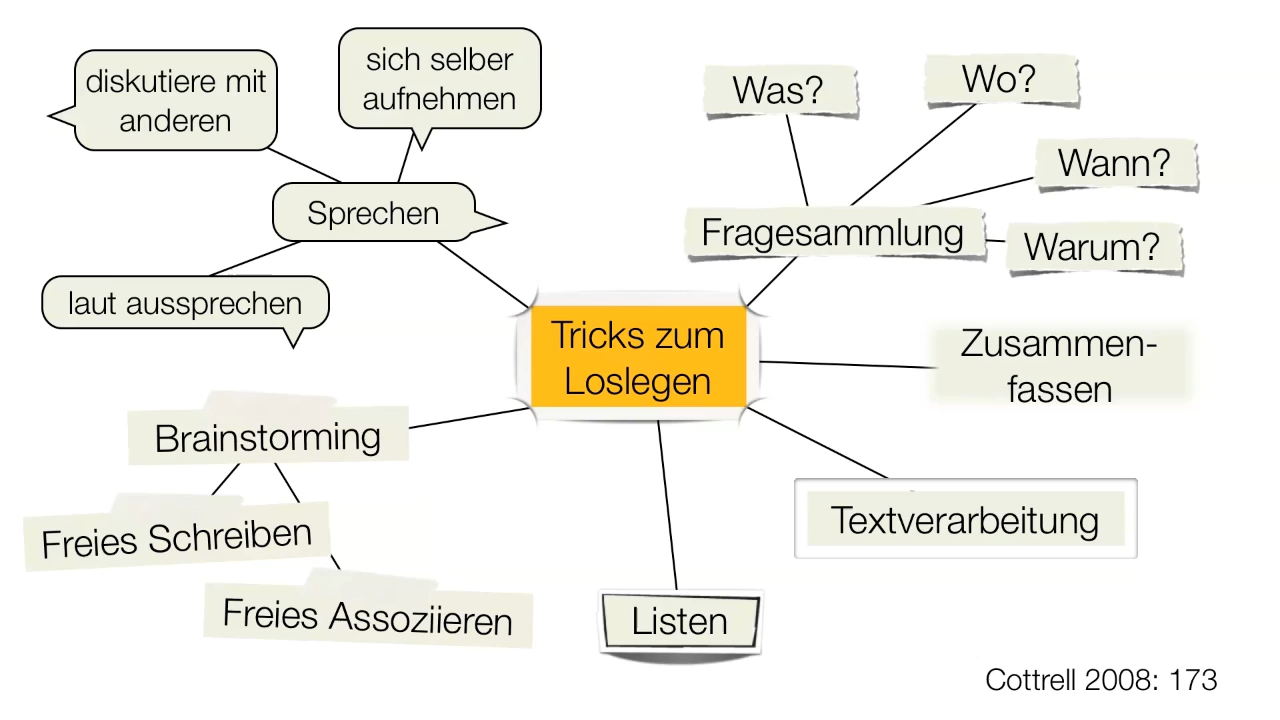 diskutiere mit
anderen
sich selber
aufnehmen
Sprechen
laut aussprechen
Was?
Wo?
Wann?
Fragesammlung
Warum?
Tricks zum
Loslegen
Zusammen-
fassen
Brainstorming
Freies Schreiben
Freies Assoziieren
Textverarbeitung
Listen
Cottrell 2008: 173